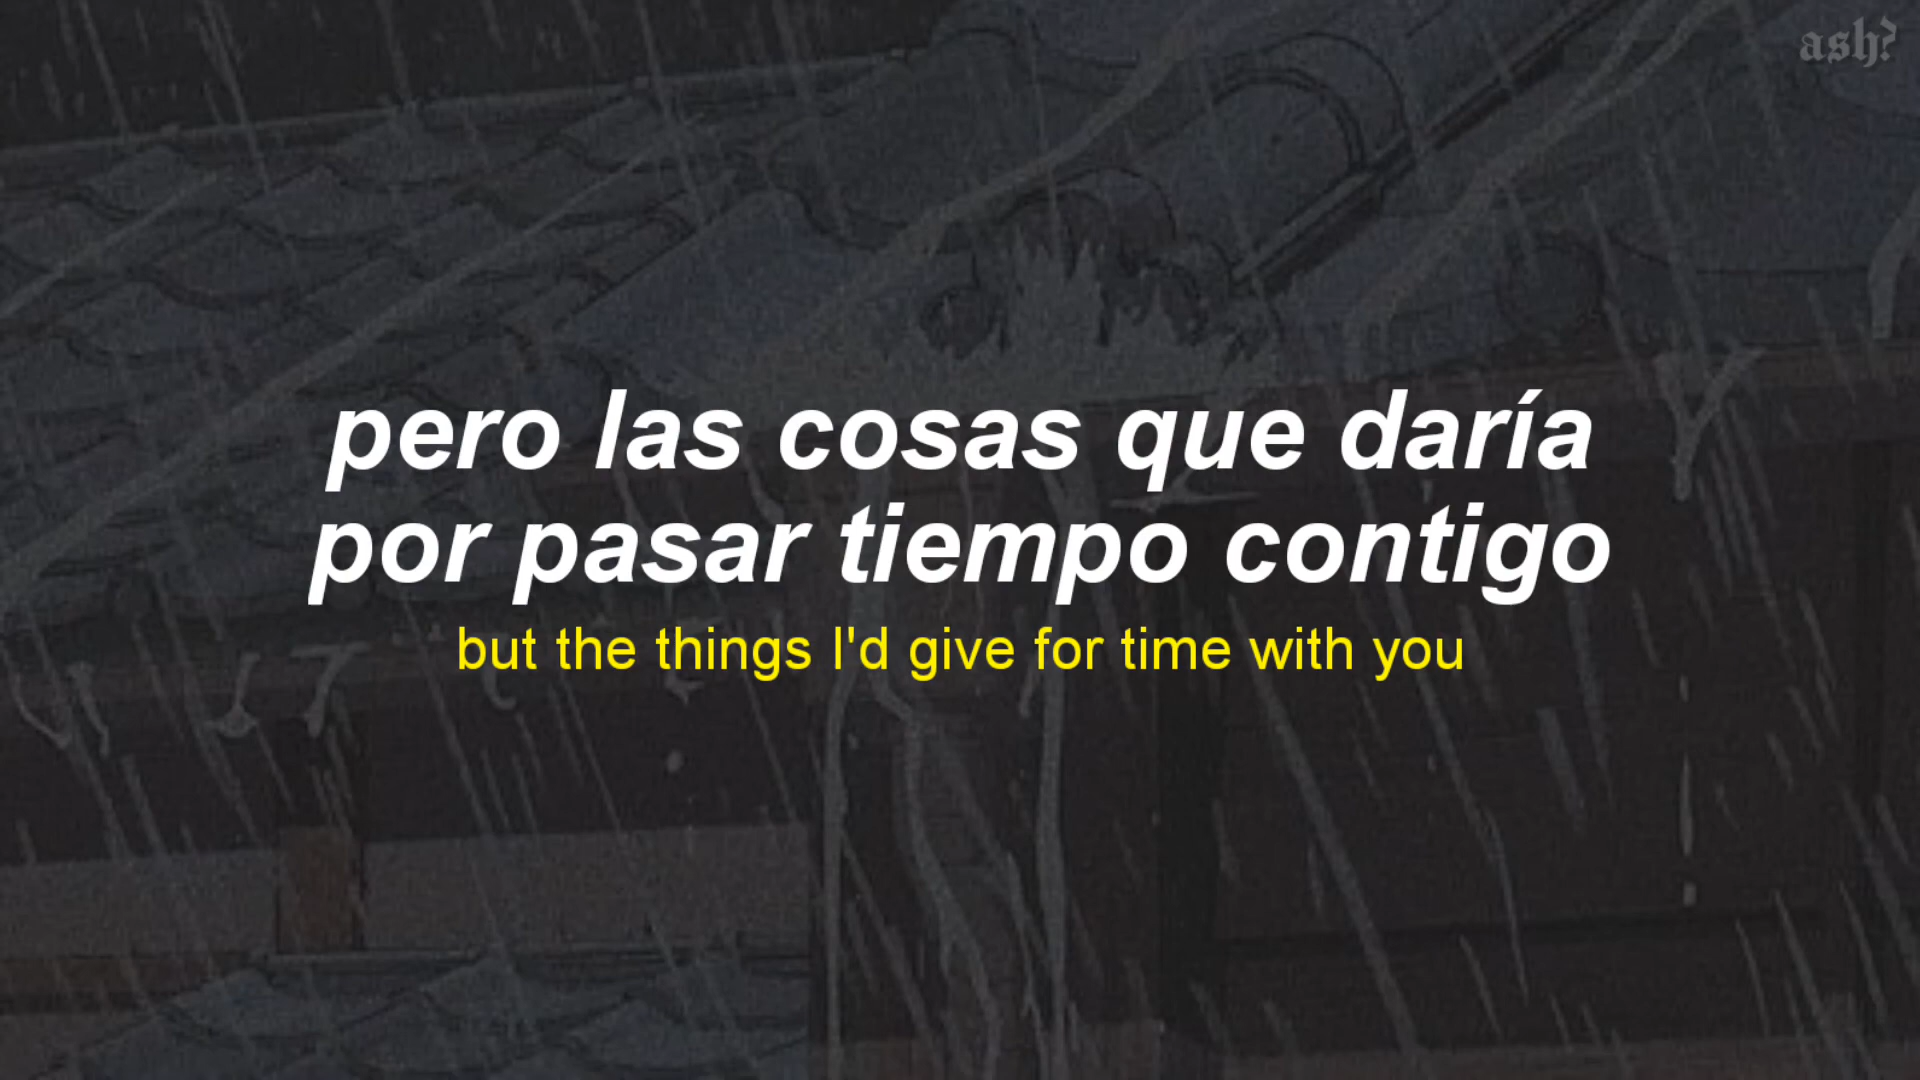 ash?
pero las cosas que daría
por pasar tiempo contigo
but the things I'd give for time with you